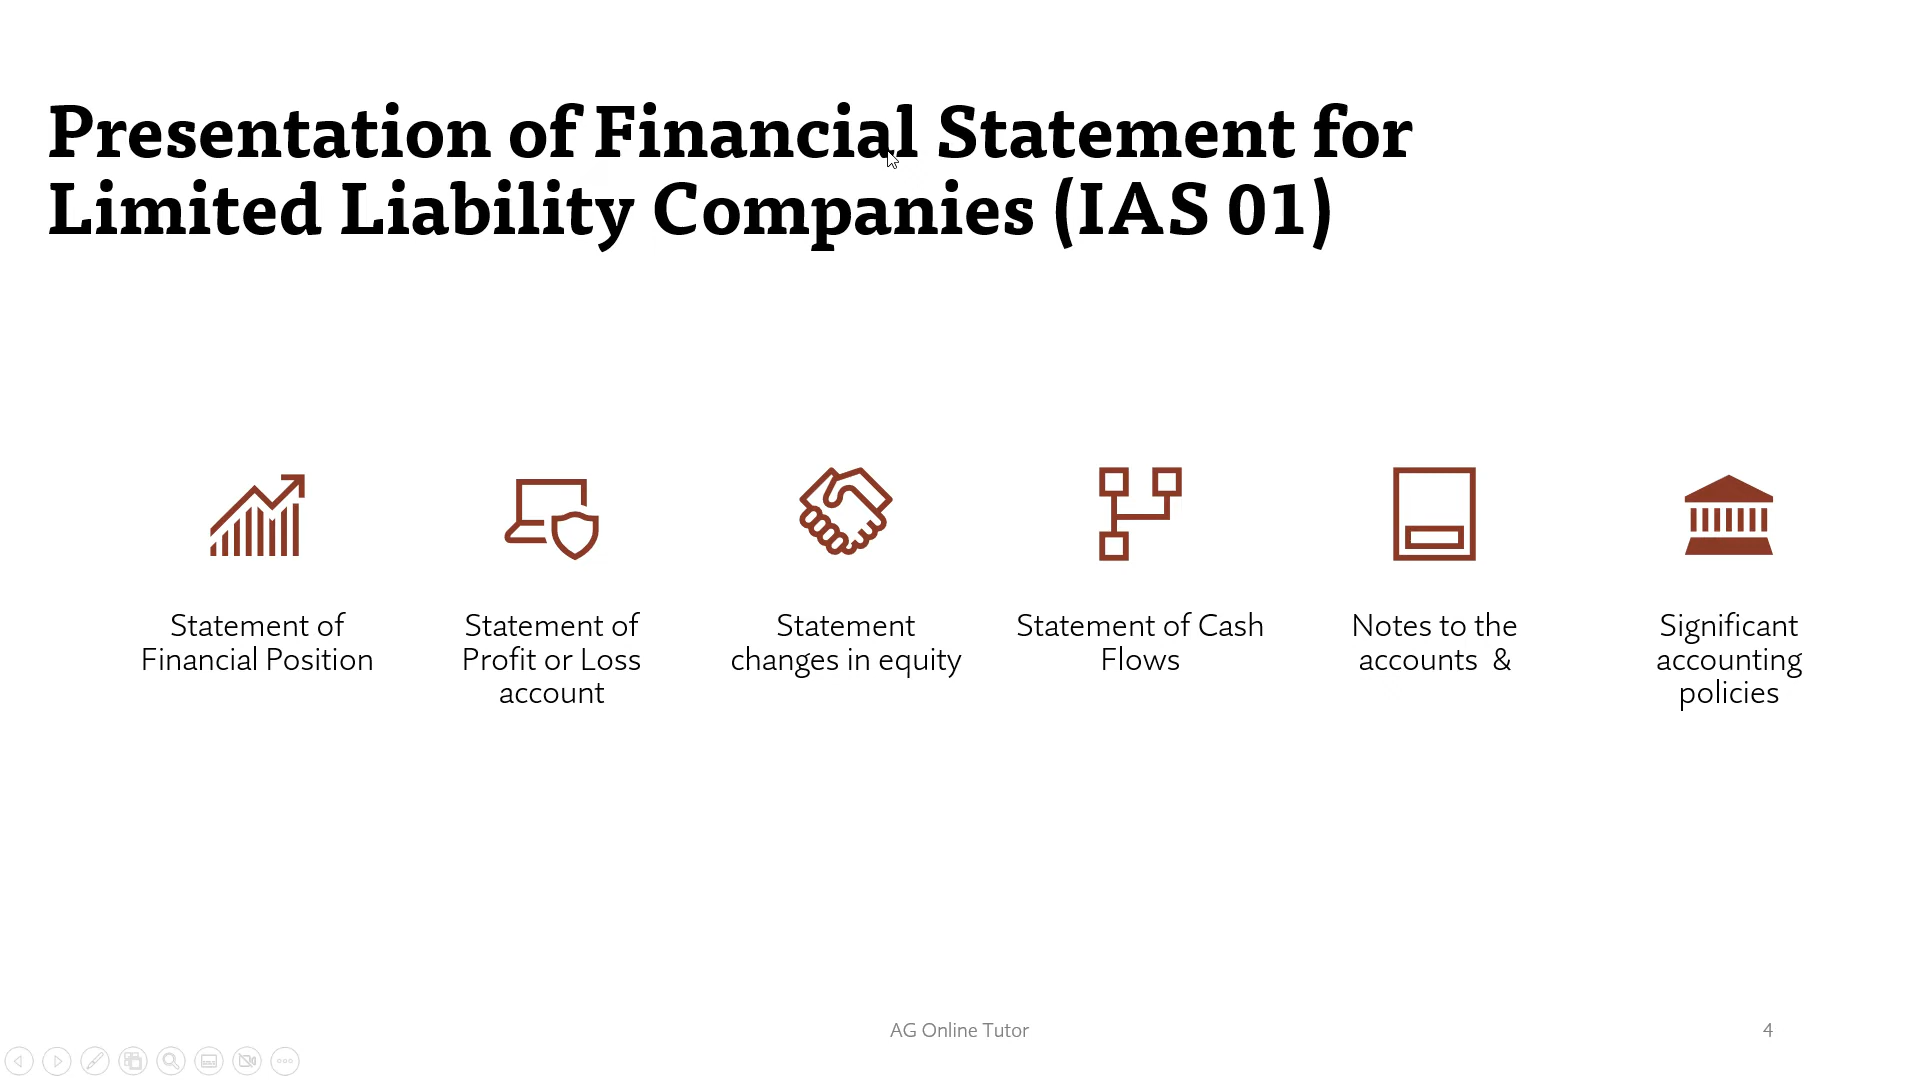 Presentation of Financial Statement for
Limited Liability Companies (IAS 01)
Statement of
Financial Position
Statement of
Profit or Loss
account
Statement
changes in equity
Statement of Cash
Flows
Notes to the
accounts &
Significant
accounting
policies
AG Online Tutor
4